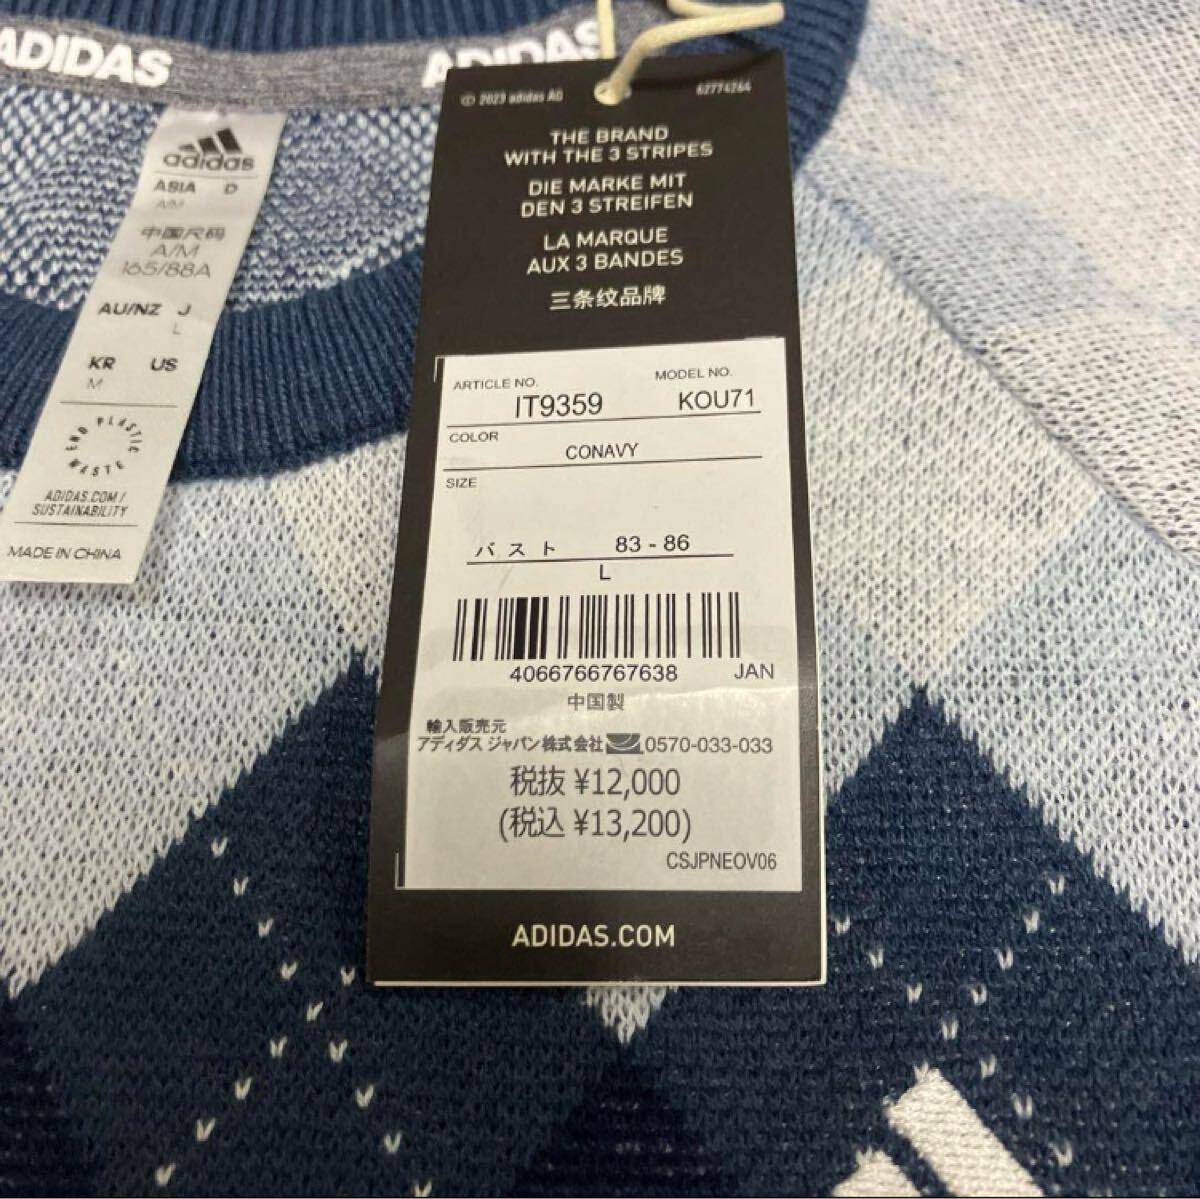 ADIDAS
ADIDAS
adidas
ASIA D
A/M
中国尺码
A/M
165/88A
AU/NZ J
L
KR US
M
END PLASTIC WASTE
ADIDAS.COM/
SUSTAINABILITY
MADE IN CHINA
© 2023 adidas AG 62774264
THE BRAND
WITH THE 3 STRIPES
DIE MARKE MIT
DEN 3 STREIFEN
LA MARQUE
AUX 3 BANDES
三条纹品牌
ARTICLE NO. MODEL NO.
IT9359 KOU71
COLOR
CONAVY
SIZE
バスト 83 - 86
L
4066766767638 JAN
中国製
輸入販売元
アディダス ジャパン株式会社 0570-033-033
税抜 ¥12,000
(税込 ¥13,200)
CSJPNEOV06
ADIDAS.COM